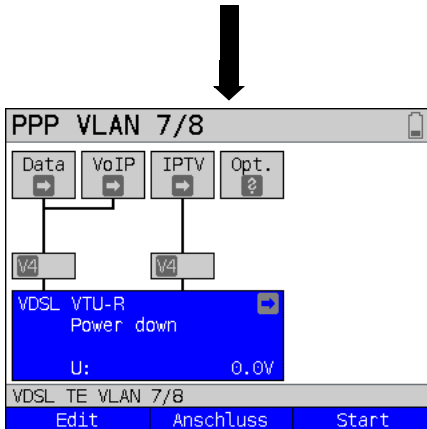 PPP VLAN 7/8
Data VoIP IPTV Opt.
?
V4 V4
VDSL VTU-R
Power down
U: 0.0V
VDSL TE VLAN 7/8
Edit Anschluss Start